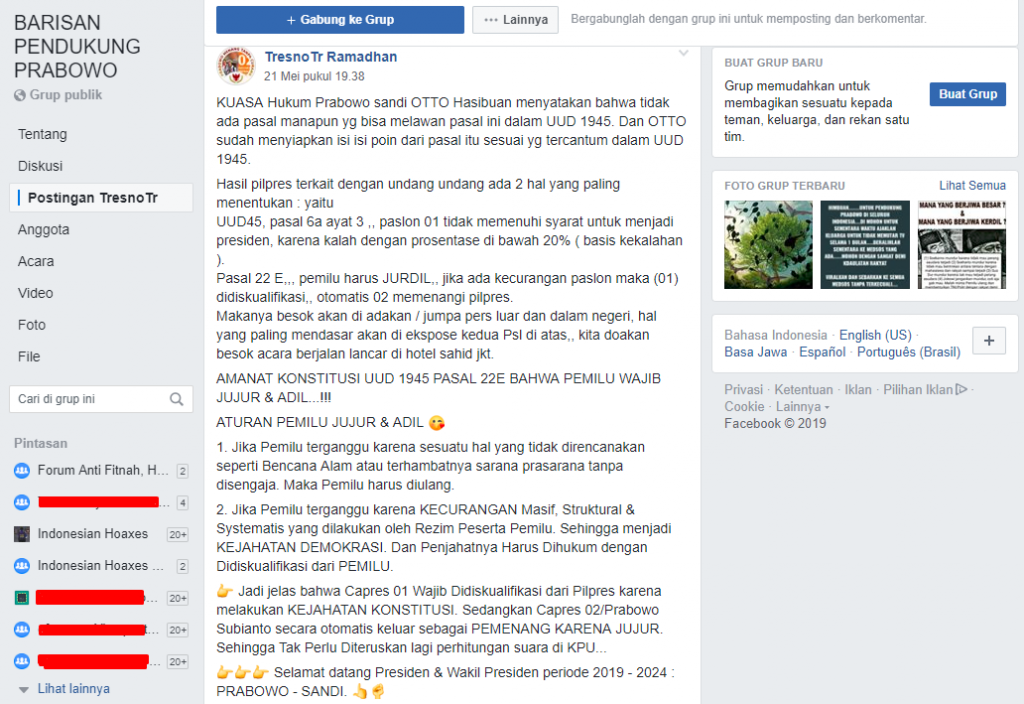 BARISAN
PENDUKUNG
PRABOWO
Grup publik
Tentang
Diskusi
Postingan TresnoTr
Anggota
Acara
Video
Foto
File
Cari di grup ini
Pintasan
Forum Anti Fitnah, H... 2
... 4
Indonesian Hoaxes 20+
Indonesian Hoaxes ... 2
... 20+
... 20+
... 20+
Lihat lainnya
+ Gabung ke Grup
••• Lainnya
Bergabunglah dengan grup ini untuk memposting dan berkomentar.
TresnoTr Ramadhan
21 Mei pukul 19.38
KUASA Hukum Prabowo sandi OTTO Hasibuan menyatakan bahwa tidak
ada pasal manapun yg bisa melawan pasal ini dalam UUD 1945. Dan OTTO
sudah menyiapkan isi isi poin dari pasal itu sesuai yg tercantum dalam UUD
1945.
Hasil pilpres terkait dengan undang undang ada 2 hal yang paling
menentukan : yaitu
UUD45, pasal 6a ayat 3 ,, paslon 01 tidak memenuhi syarat untuk menjadi
presiden, karena kalah dengan prosentase di bawah 20% ( basis kekalahan
).
Pasal 22 E,,, pemilu harus JURDIL,, jika ada kecurangan paslon maka (01)
didiskualifikasi,, otomatis 02 memenangi pilpres.
Makanya besok akan di adakan / jumpa pers luar dan dalam negeri, hal
yang paling mendasar akan di ekspose kedua Psl di atas,, kita doakan
besok acara berjalan lancar di hotel sahid jkt.
AMANAT KONSTITUSI UUD 1945 PASAL 22E BAHWA PEMILU WAJIB
JUJUR & ADIL...!!!
ATURAN PEMILU JUJUR & ADIL 😋
1. Jika Pemilu terganggu karena sesuatu hal yang tidak direncanakan
seperti Bencana Alam atau terhambatnya sarana prasarana tanpa
disengaja. Maka Pemilu harus diulang.
2. Jika Pemilu terganggu karena KECURANGAN Masif, Struktural &
Systematis yang dilakukan oleh Rezim Peserta Pemilu. Sehingga menjadi
KEJAHATAN DEMOKRASI. Dan Penjahatnya Harus Dihukum dengan
Didiskualifikasi dari PEMILU.
👉 Jadi jelas bahwa Capres 01 Wajib Didiskualifikasi dari Pilpres karena
melakukan KEJAHATAN KONSTITUSI. Sedangkan Capres 02/Prabowo
Subianto secara otomatis keluar sebagai PEMENANG KARENA JUJUR.
Sehingga Tak Perlu Diteruskan lagi perhitungan suara di KPU...
👉👉👉 Selamat datang Presiden & Wakil Presiden periode 2019 - 2024 :
PRABOWO - SANDI. 👆✊
BUAT GRUP BARU
Grup memudahkan untuk
membagikan sesuatu kepada
teman, keluarga, dan rekan satu
tim.
Buat Grup
FOTO GRUP TERBARU
Lihat Semua
PRABOWO DI SELURUH
MANA YANG BERJIWA BESAR ?
&
MANA YANG BERJIWA KERDIL ?
Bahasa Indonesia · English (US) ·
Basa Jawa · Español · Português (Brasil)
+
Privasi · Ketentuan · Iklan · Pilihan Iklan ·
Cookie · Lainnya
Facebook © 2019